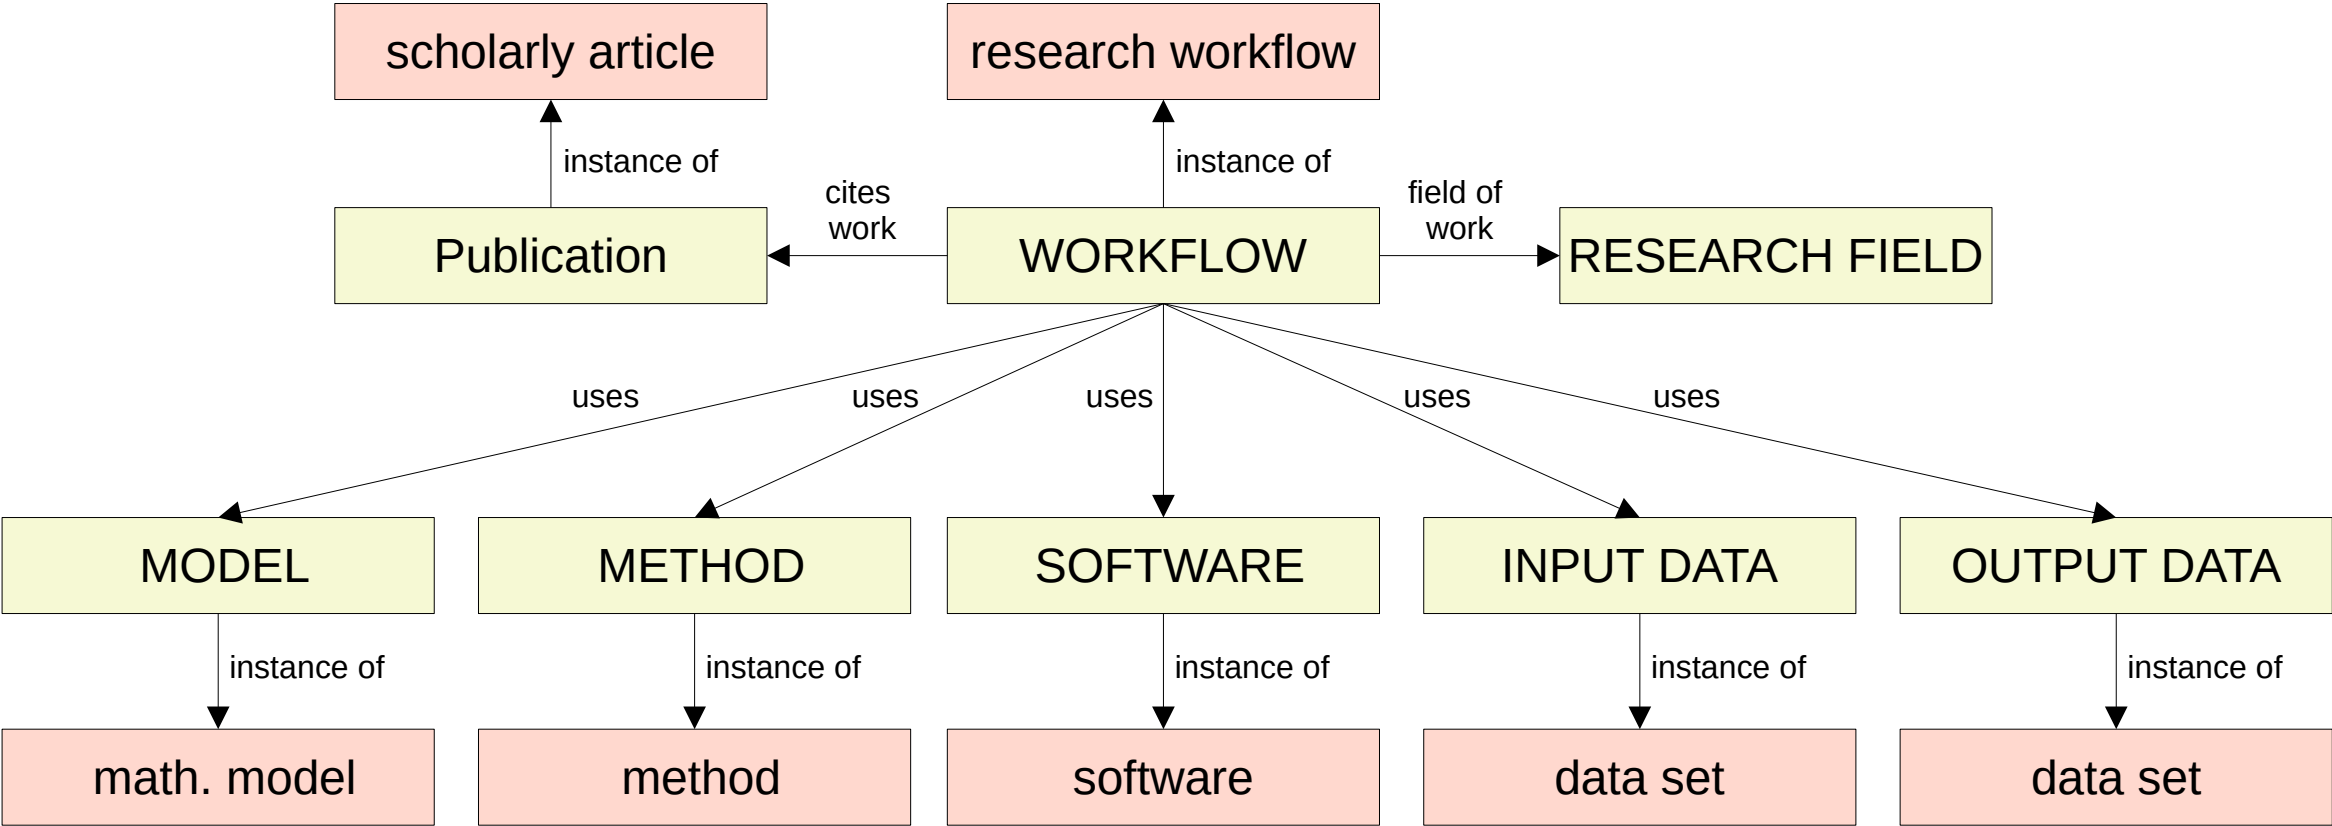 scholarly article
research workflow
instance of
instance of
cites
work
field of
work
Publication
WORKFLOW
RESEARCH FIELD
uses
uses
uses
uses
uses
MODEL
METHOD
SOFTWARE
INPUT DATA
OUTPUT DATA
instance of
instance of
instance of
instance of
instance of
math. model
method
software
data set
data set